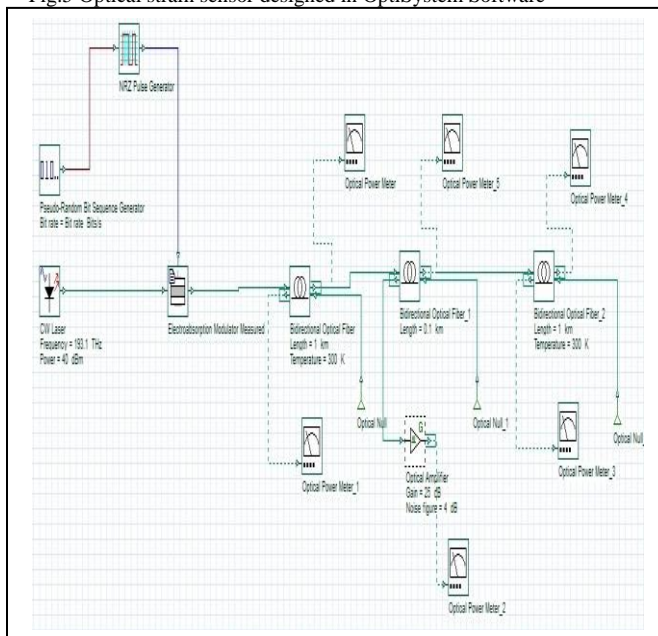 Fig.3 Optical strain sensor designed in OptiSystem Software
NRZ Pulse Generator
Optical Power Meter
Optical Power Meter_5
Optical Power Meter_4
Pseudo-Random Bit Sequence Generator
Bit rate = Bit rate Bits/s
CW Laser
Frequency = 193.1 THz
Power = 40 dBm
Electroabsorption Modulator Measured
Bidirectional Optical Fiber
Length = 1 km
Temperature = 300 K
Bidirectional Optical Fiber_1
Length = 0.1 km
Bidirectional Optical Fiber_2
Length = 1 km
Temperature = 300 K
Optical Null
Optical Null_1
Optical Null_
Optical Power Meter_1
G
Optical Amplifier
Gain = 25 dB
Noise figure = 4 dB
Optical Power Meter_3
Optical Power Meter_2